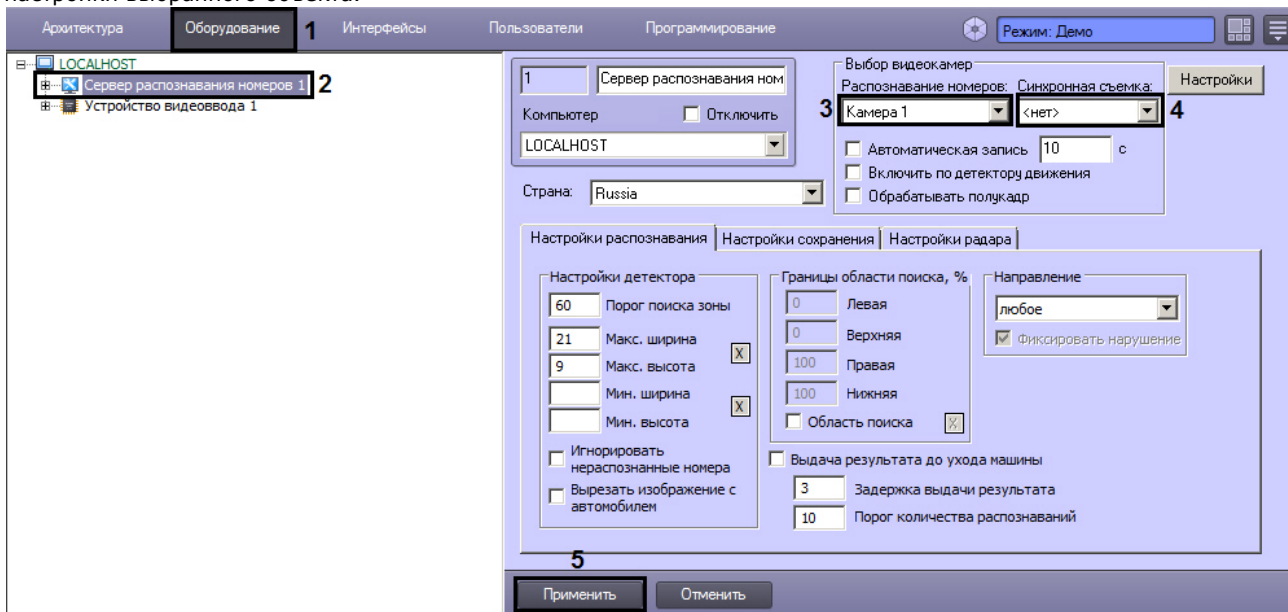 настройки выбранного объекта.
Архитектура Оборудование 1 Интерфейсы Пользователи Программирование Режим: Демо
LOCALHOST
Сервер распознавания номеров 1 2
Устройство видеоввода 1
1 Сервер распознавания ном
Компьютер Отключить
LOCALHOST
Страна: Russia
Выбор видеокамер
Распознавание номеров: Синхронная съемка: Настройки
3 Камера 1 <нет> 4
Автоматическая запись 10 с
Включить по детектору движения
Обрабатывать полукадр
Настройки распознавания Настройки сохранения Настройки радара
Настройки детектора
60 Порог поиска зоны
21 Макс. ширина
X
9 Макс. высота
Мин. ширина
X
Мин. высота
Игнорировать
нераспознанные номера
Вырезать изображение с
автомобилем
Границы области поиска, %
0 Левая
0 Верхняя
100 Правая
100 Нижняя
Область поиска X
Направление
любое
Фиксировать нарушение
Выдача результата до ухода машины
3 Задержка выдачи результата
10 Порог количества распознаваний
5
Применить Отменить